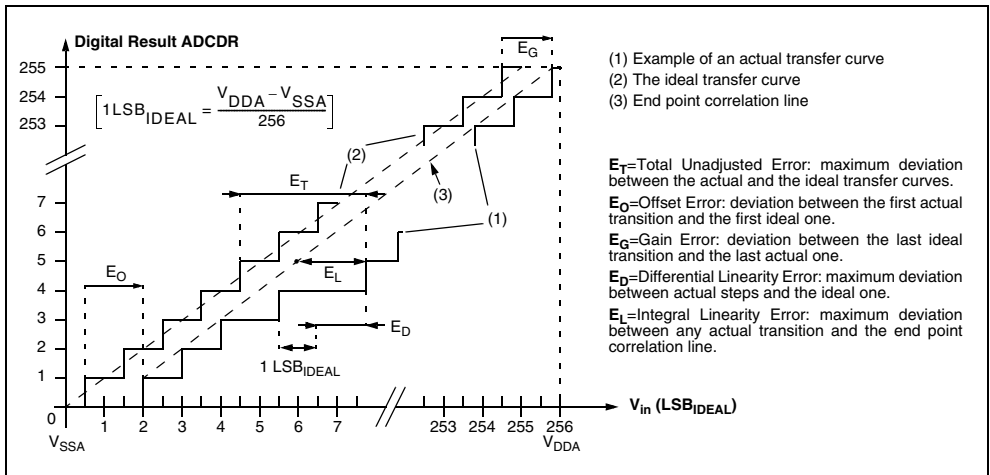 Digital Result ADCDR
255
254
253
[1LSB_IDEAL = (V_DDA – V_SSA) / 256]
E_G
(1) Example of an actual transfer curve
(2) The ideal transfer curve
(3) End point correlation line
(2)
E_T
(3)
(1)
7
6
5
4
3
2
1
0
E_O
E_L
E_D
1 LSB_IDEAL
E_T=Total Unadjusted Error: maximum deviation
between the actual and the ideal transfer curves.
E_O=Offset Error: deviation between the first actual
transition and the first ideal one.
E_G=Gain Error: deviation between the last ideal
transition and the last actual one.
E_D=Differential Linearity Error: maximum deviation
between actual steps and the ideal one.
E_L=Integral Linearity Error: maximum deviation
between any actual transition and the end point
correlation line.
1 2 3 4 5 6 7 253 254 255 256
V_in (LSB_IDEAL)
V_SSA
V_DDA